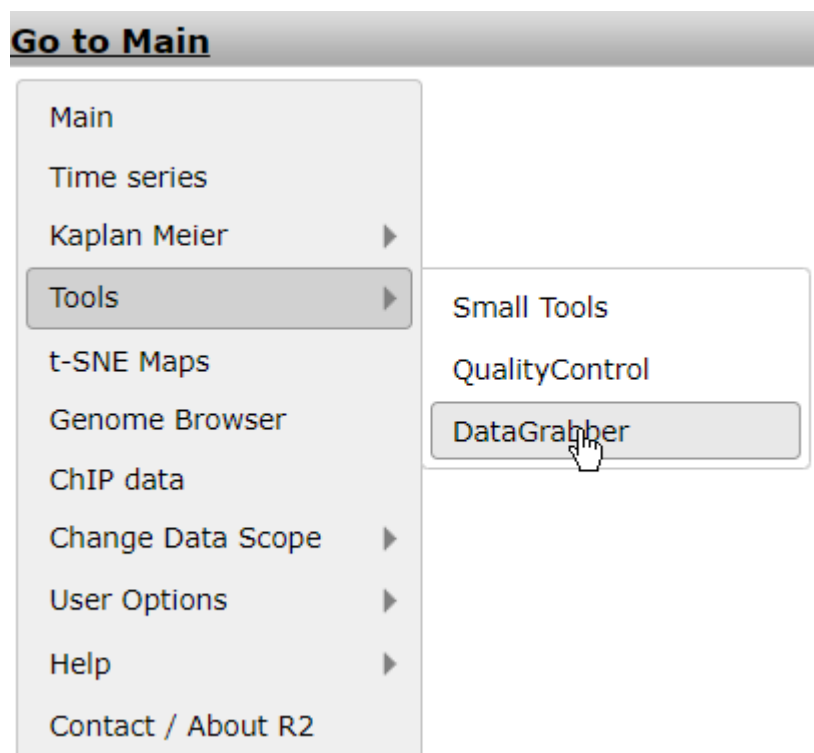 Go to Main
Main
Time series
Kaplan Meier
Tools
Small Tools
QualityControl
DataGrabber
t-SNE Maps
Genome Browser
ChIP data
Change Data Scope
User Options
Help
Contact / About R2